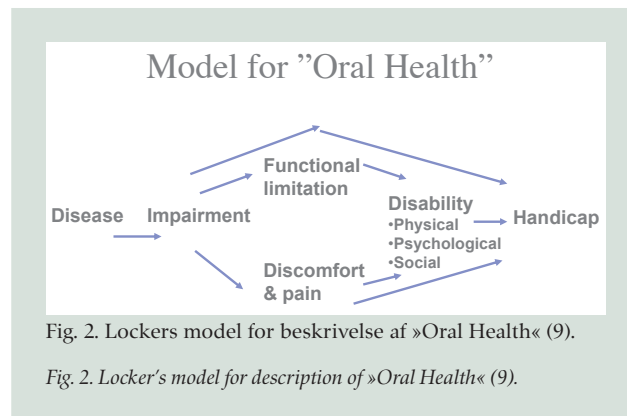 Model for ”Oral Health”
Functional
limitation
Disease
Impairment
Disability
•Physical
•Psychological
•Social
Handicap
Discomfort
& pain
Fig. 2. Lockers model for beskrivelse af »Oral Health« (9).
Fig. 2. Locker's model for description of »Oral Health« (9).